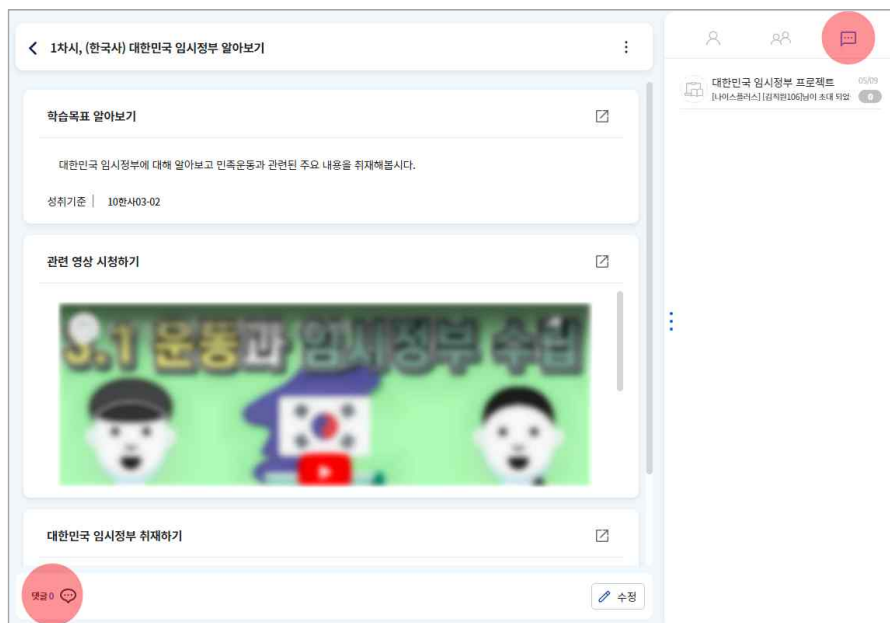 1차시, (한국사) 대한민국 임시정부 알아보기
학습목표 알아보기
대한민국 임시정부에 대해 알아보고 민족운동과 관련된 주요 내용을 취재해봅시다.
성취기준 | 10한사03-02
관련 영상 시청하기
3.1 운동과 임시정부 수립
대한민국 임시정부 취재하기
댓글 0
수정
대한민국 임시정부 프로젝트 05/09
[나이스플러스] [김직원106]님이 초대 되었 0